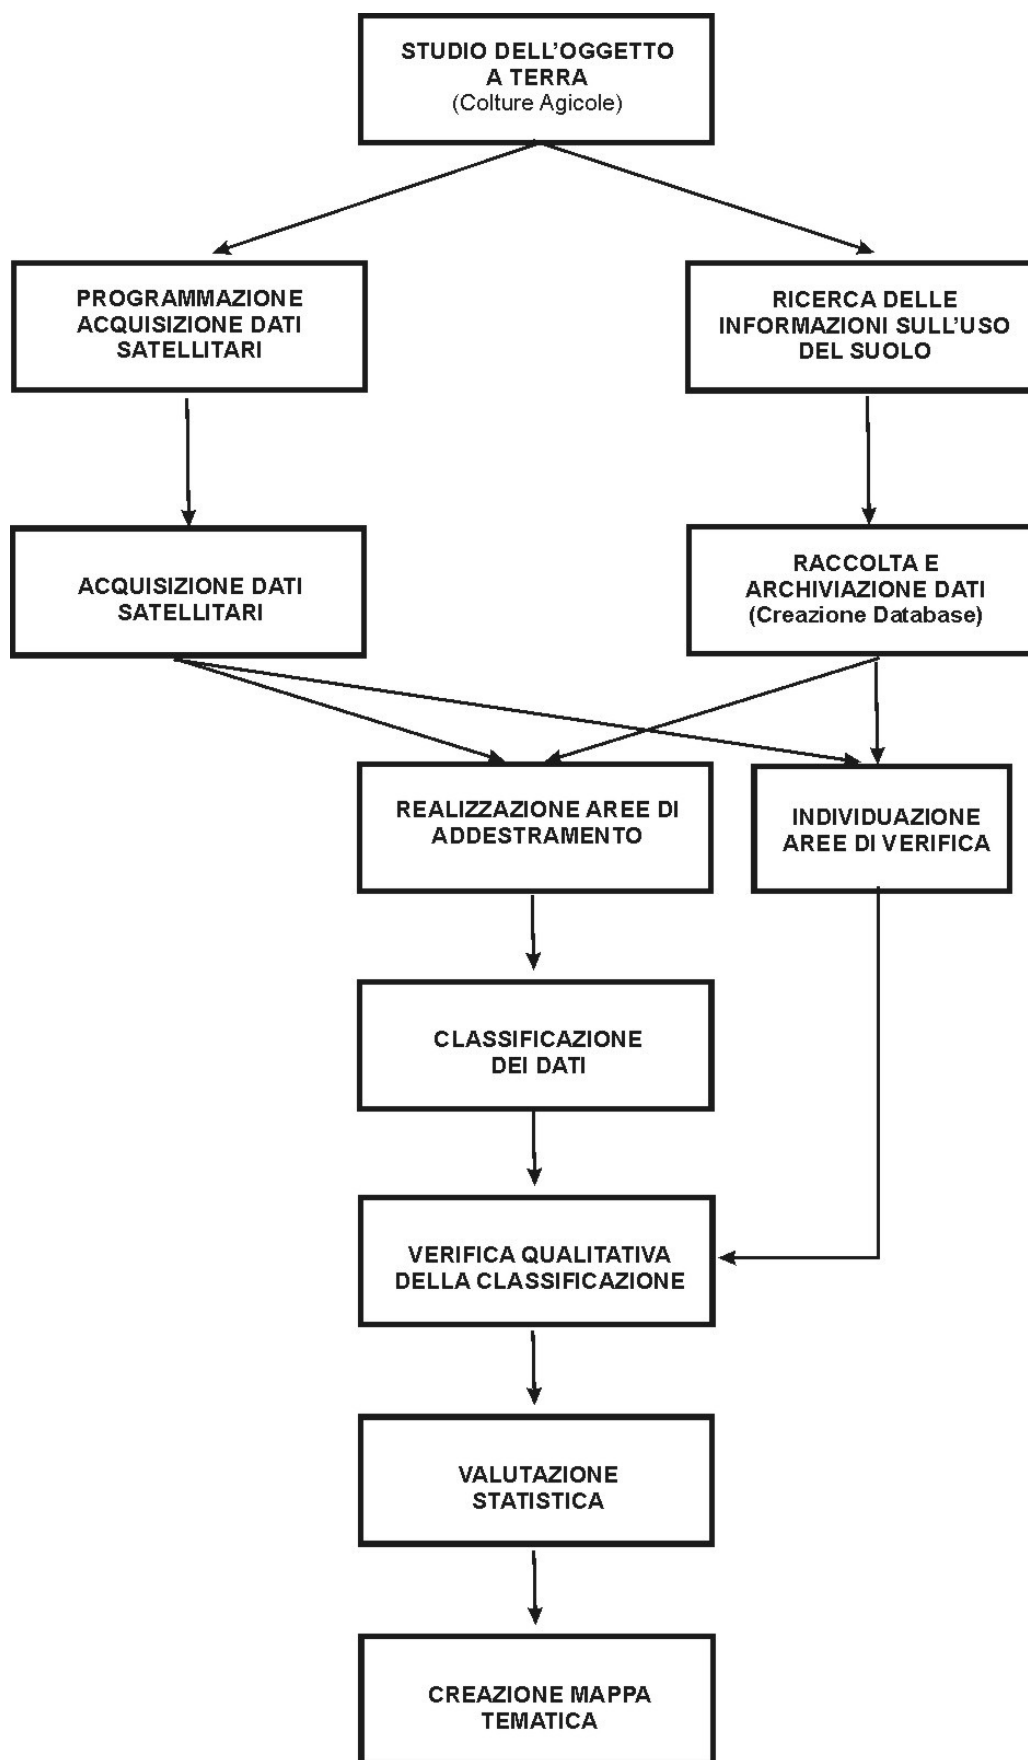 STUDIO DELL'OGGETTO
A TERRA
(Colture Agicole)
PROGRAMMAZIONE
ACQUISIZIONE DATI
SATELLITARI
RICERCA DELLE
INFORMAZIONI SULL'USO
DEL SUOLO
ACQUISIZIONE DATI
SATELLITARI
RACCOLTA E
ARCHIVIAZIONE DATI
(Creazione Database)
REALIZZAZIONE AREE DI
ADDESTRAMENTO
INDIVIDUAZIONE
AREE DI VERIFICA
CLASSIFICAZIONE
DEI DATI
VERIFICA QUALITATIVA
DELLA CLASSIFICAZIONE
VALUTAZIONE
STATISTICA
CREAZIONE MAPPA
TEMATICA